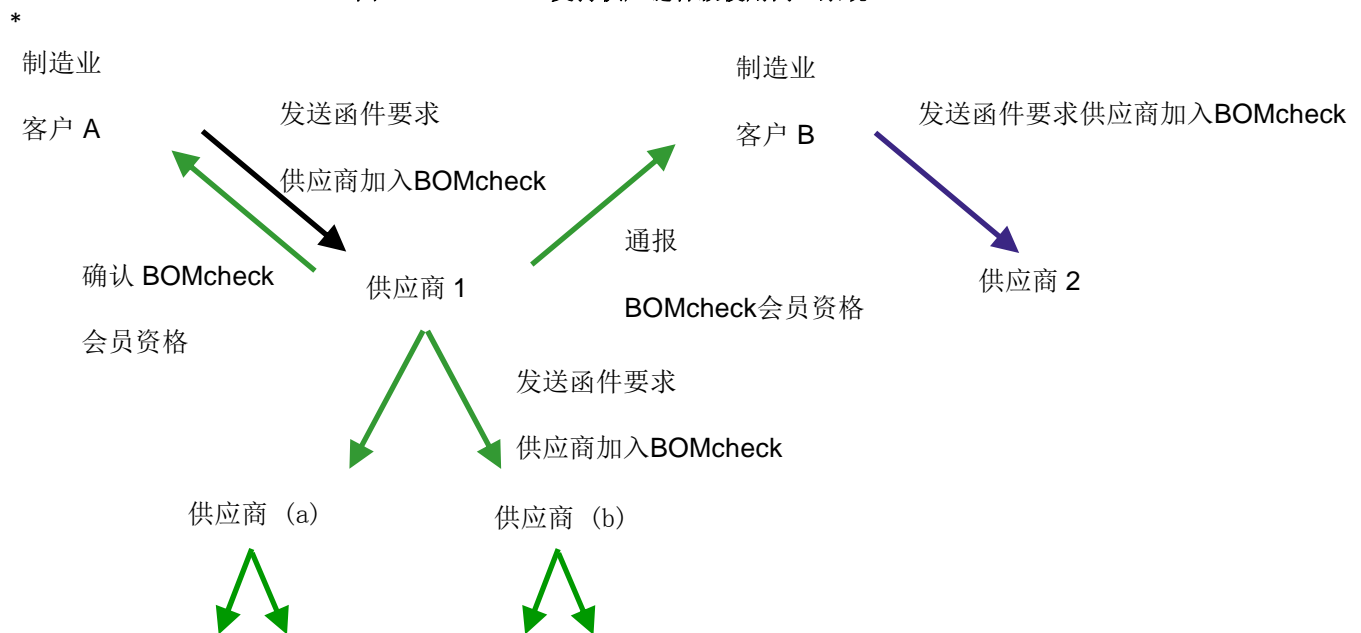 *
制造业
客户 A
发送函件要求
供应商加入BOMcheck
制造业
客户 B
发送函件要求供应商加入BOMcheck
确认 BOMcheck
会员资格
供应商 1
通报
BOMcheck会员资格
供应商 2
发送函件要求
供应商加入BOMcheck
供应商 (a)
供应商 (b)